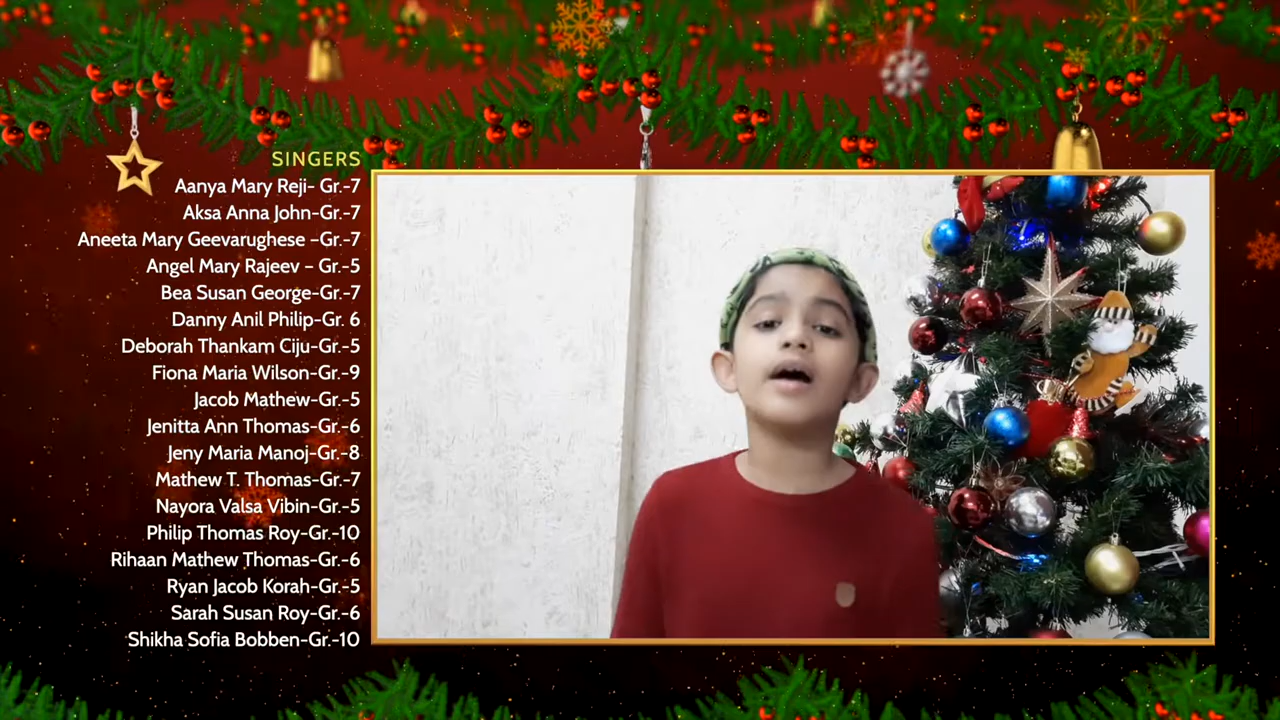 SINGERS
Aanya Mary Reji- Gr.-7
Aksa Anna John-Gr.-7
Aneeta Mary Geevarughese –Gr.-7
Angel Mary Rajeev – Gr.-5
Bea Susan George-Gr.-7
Danny Anil Philip-Gr. 6
Deborah Thankam Ciju-Gr.-5
Fiona Maria Wilson-Gr.-9
Jacob Mathew-Gr.-5
Jenitta Ann Thomas-Gr.-6
Jeny Maria Manoj-Gr.-8
Mathew T. Thomas-Gr.-7
Nayora Valsa Vibin-Gr.-5
Philip Thomas Roy-Gr.-10
Rihaan Mathew Thomas-Gr.-6
Ryan Jacob Korah-Gr.-5
Sarah Susan Roy-Gr.-6
Shikha Sofia Bobben-Gr.-10